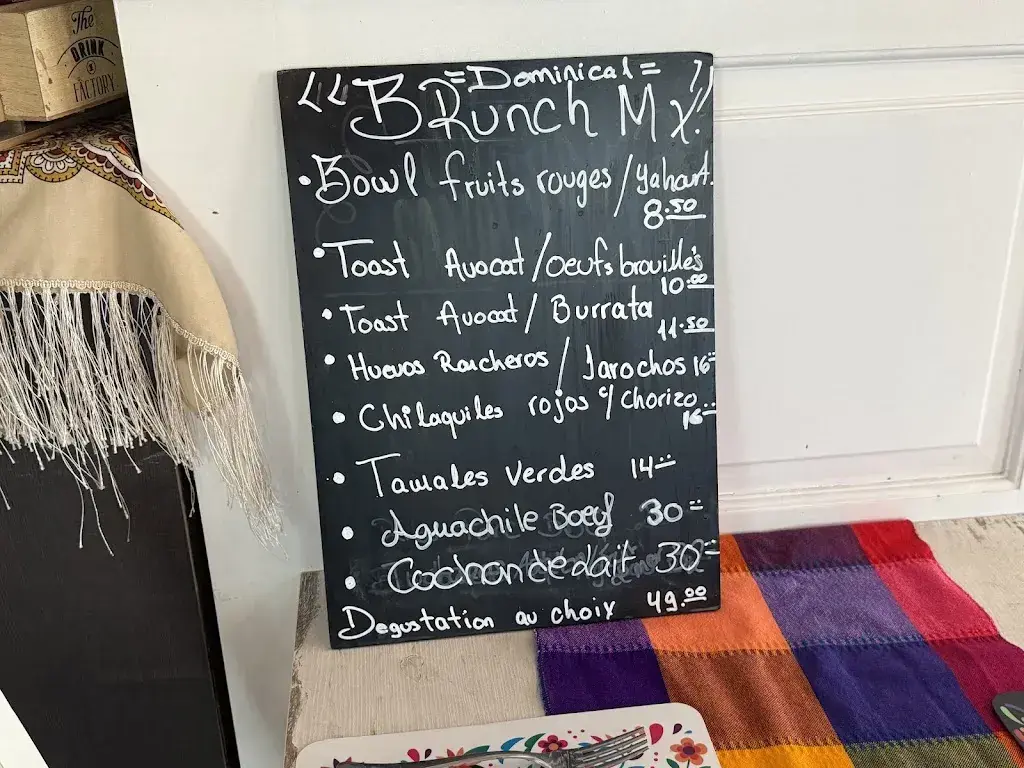 The
DRINK
FACTORY
=Dominical=
“BRunch Mx.”
•Bowl fruits rouges/yahourt.
8.50
•Toast Avocat/oeufs brouillés
10.00
•Toast Avocat/Burrata
11.50
•Huevos Rancheros/Jarochos 16=
•Chilaquiles rojos c/chorizo
16=
•Tamales verdes 14=
•Aguachile Boeuf 30=
•Cochon de lait 30=
Degustation au choix 49.00